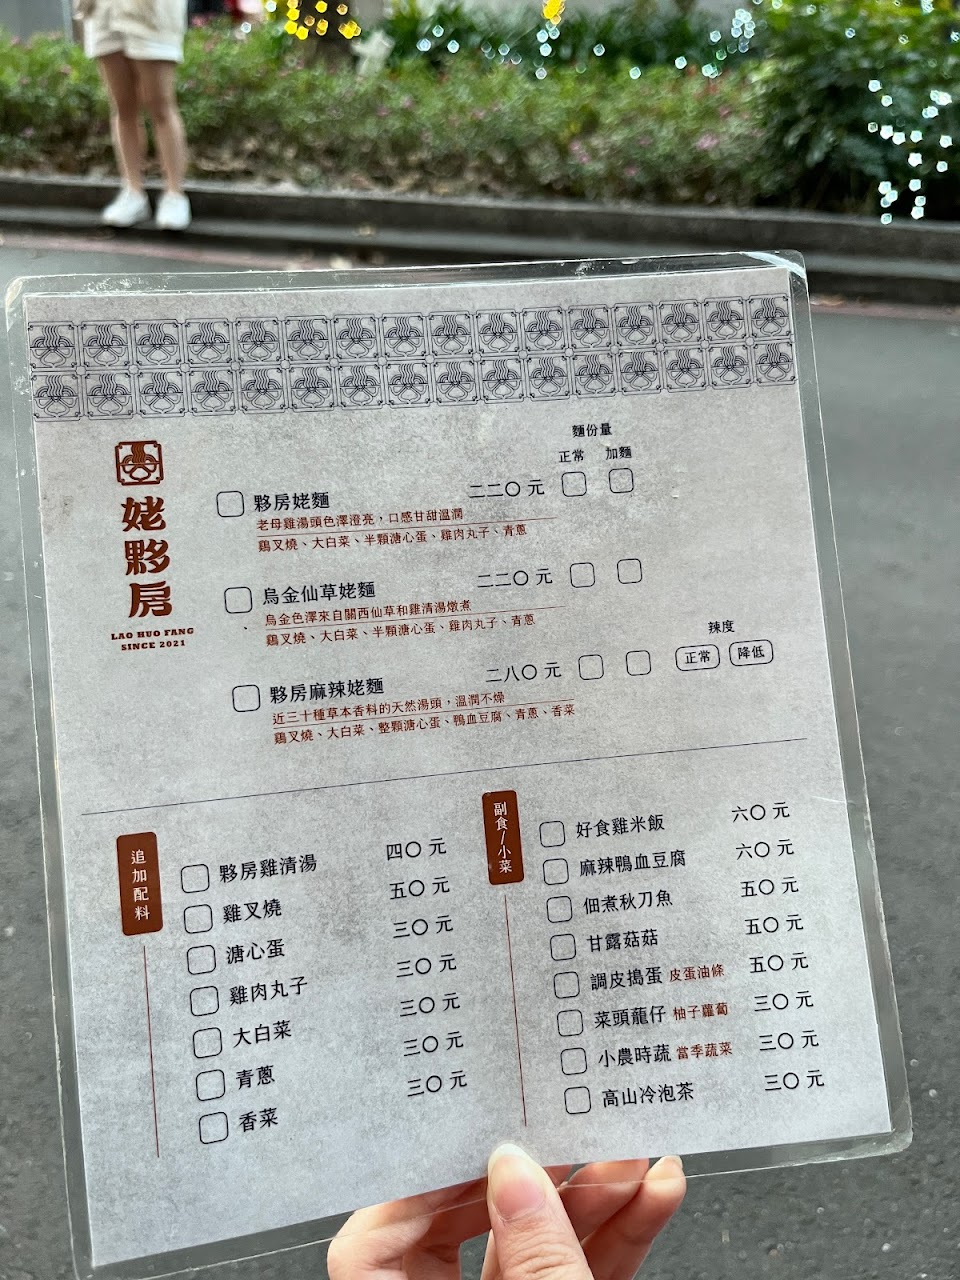 姥夥房
LAO HUO FANG
SINCE 2021
麵份量
正常 加麵
夥房姥麵 二二〇 元
老母雞湯頭色澤澄亮，口感甘甜溫潤
鷄叉燒、大白菜、半顆溏心蛋、雞肉丸子、青蔥
烏金仙草姥麵 二二〇 元
烏金色澤來自關西仙草和雞清湯燉煮
鷄叉燒、大白菜、半顆溏心蛋、雞肉丸子、青蔥
辣度
夥房麻辣姥麵 二八〇 元 正常 降低
近三十種草本香料的天然湯頭，溫潤不燥
鷄叉燒、大白菜、整顆溏心蛋、鴨血豆腐、青蔥、香菜
追加配料
夥房雞清湯 四〇 元
雞叉燒 五〇 元
溏心蛋 三〇 元
雞肉丸子 三〇 元
大白菜 三〇 元
青蔥 三〇 元
香菜 三〇 元
副食/小菜
好食雞米飯 六〇 元
麻辣鴨血豆腐 六〇 元
佃煮秋刀魚 五〇 元
甘露菇菇 五〇 元
調皮搗蛋 皮蛋油條 五〇 元
菜頭龍仔 柚子蘿蔔 三〇 元
小農時蔬 當季蔬菜 三〇 元
高山冷泡茶 三〇 元